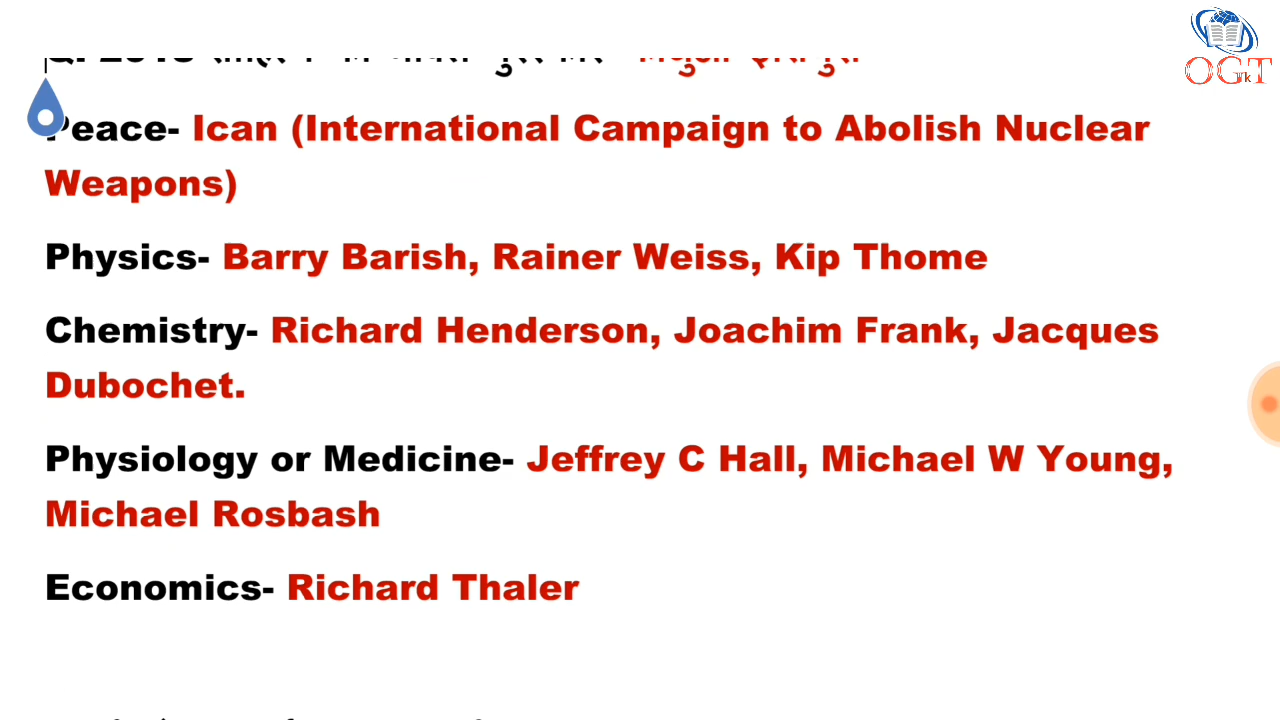 Peace- Ican (International Campaign to Abolish Nuclear
Weapons)
Physics- Barry Barish, Rainer Weiss, Kip Thome
Chemistry- Richard Henderson, Joachim Frank, Jacques
Dubochet.
Physiology or Medicine- Jeffrey C Hall, Michael W Young,
Michael Rosbash
Economics- Richard Thaler
OGT